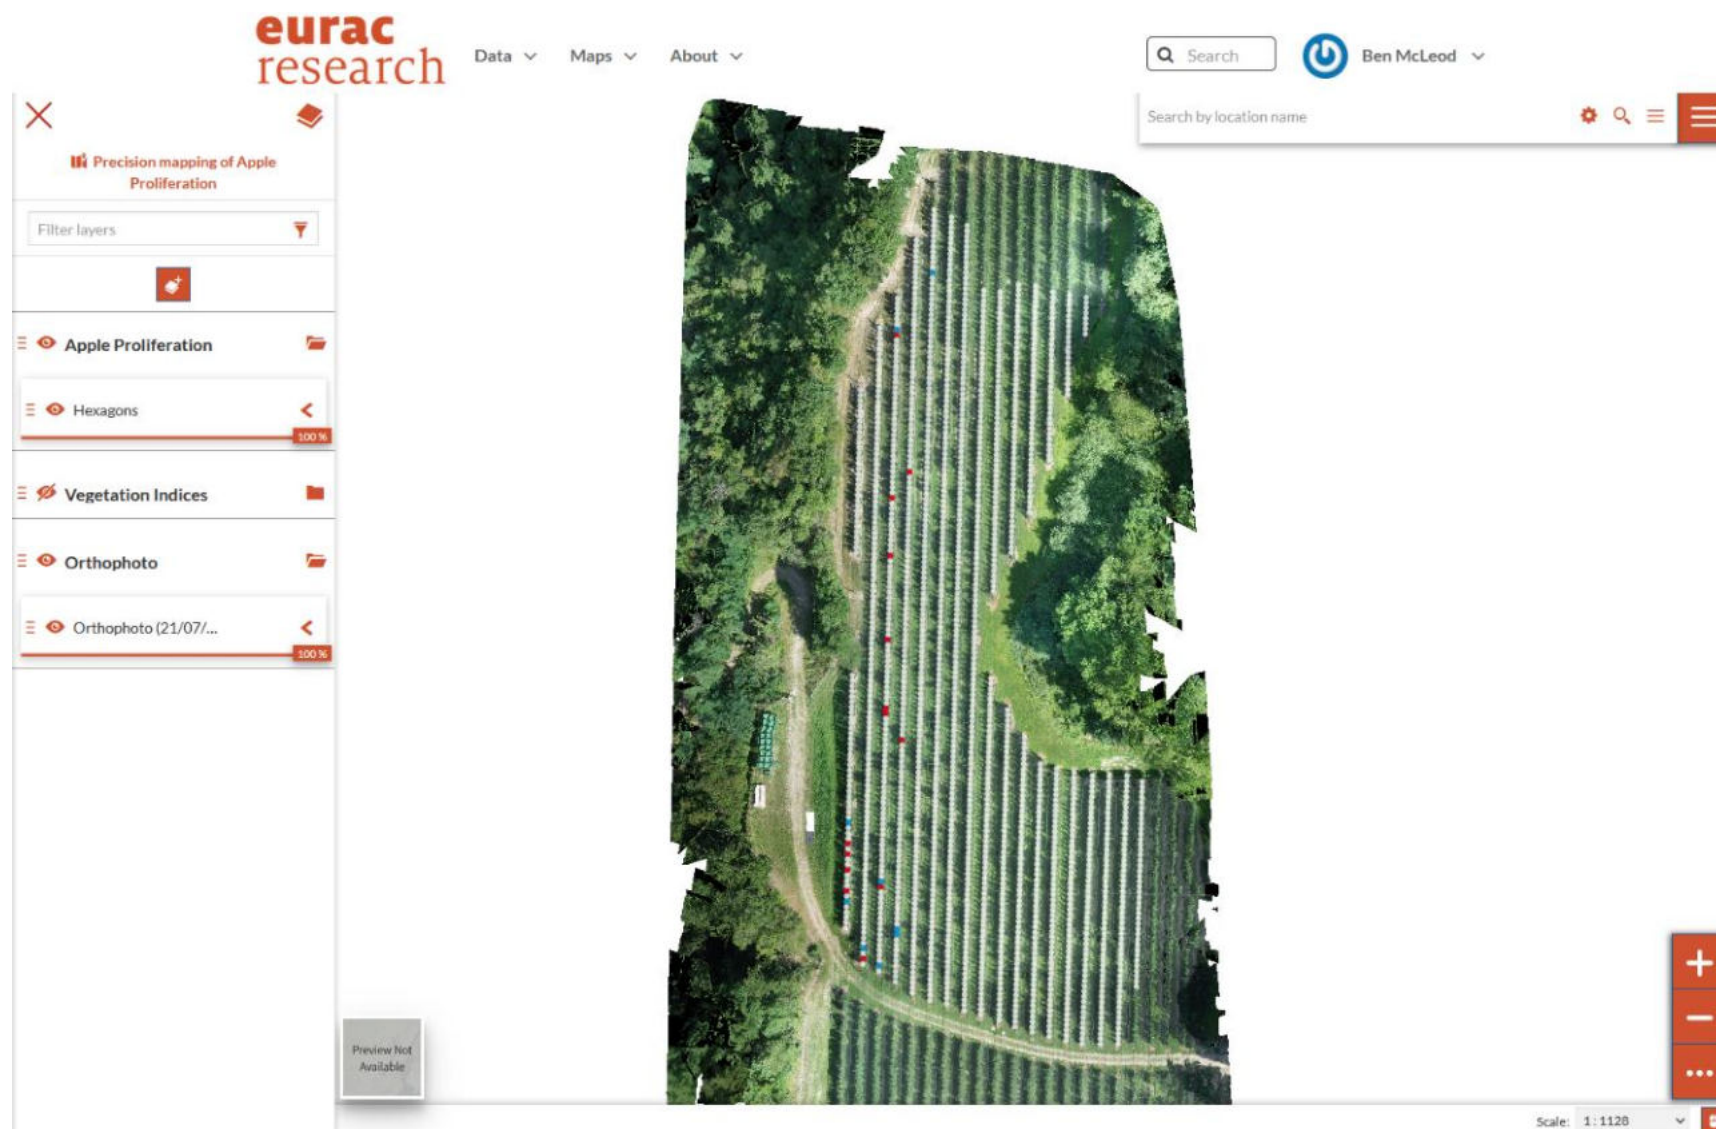 eurac
research
Data
Maps
About
Search
Ben McLeod
Search by location name
Precision mapping of Apple
Proliferation
Filter layers
Apple Proliferation
Hexagons
100 %
Vegetation Indices
Orthophoto
Orthophoto (21/07/...
100 %
Preview Not
Available
Scale: 1 : 1128